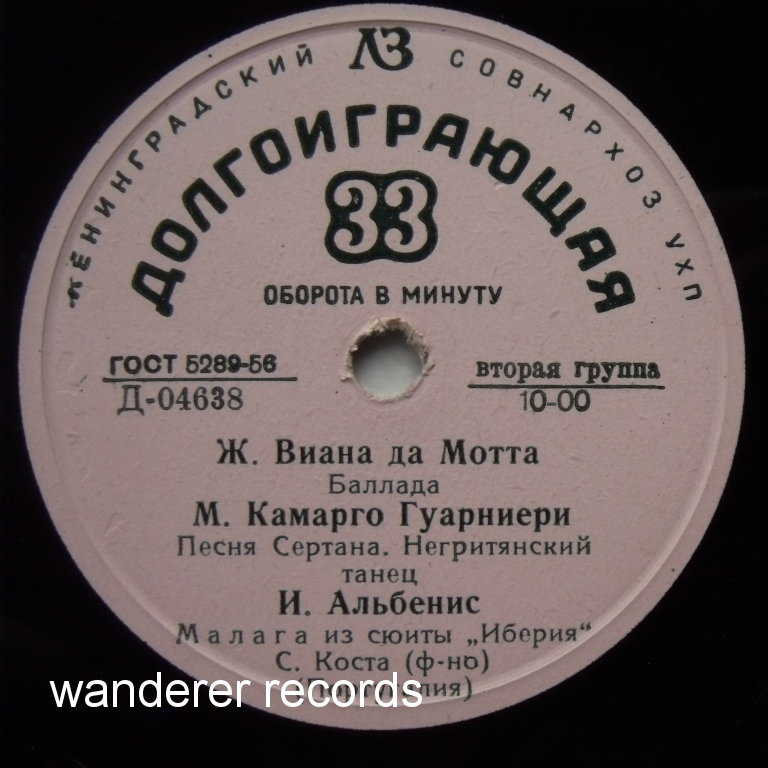 ЛЕНИНГРАДСКИЙ ЛЗ СОВНАРХОЗ УХП
ДОЛГОИГРАЮЩАЯ
33
ОБОРОТА В МИНУТУ
ГОСТ 5289-56
Д-04638
вторая группа
10-00
Ж. Виана да Мотта
Баллада
М. Камарго Гуарниери
Песня Сертана. Негритянский
танец
И. Альбенис
Малага из сюиты „Иберия“
С. Коста (ф-но)
(Португалия)
wanderer records